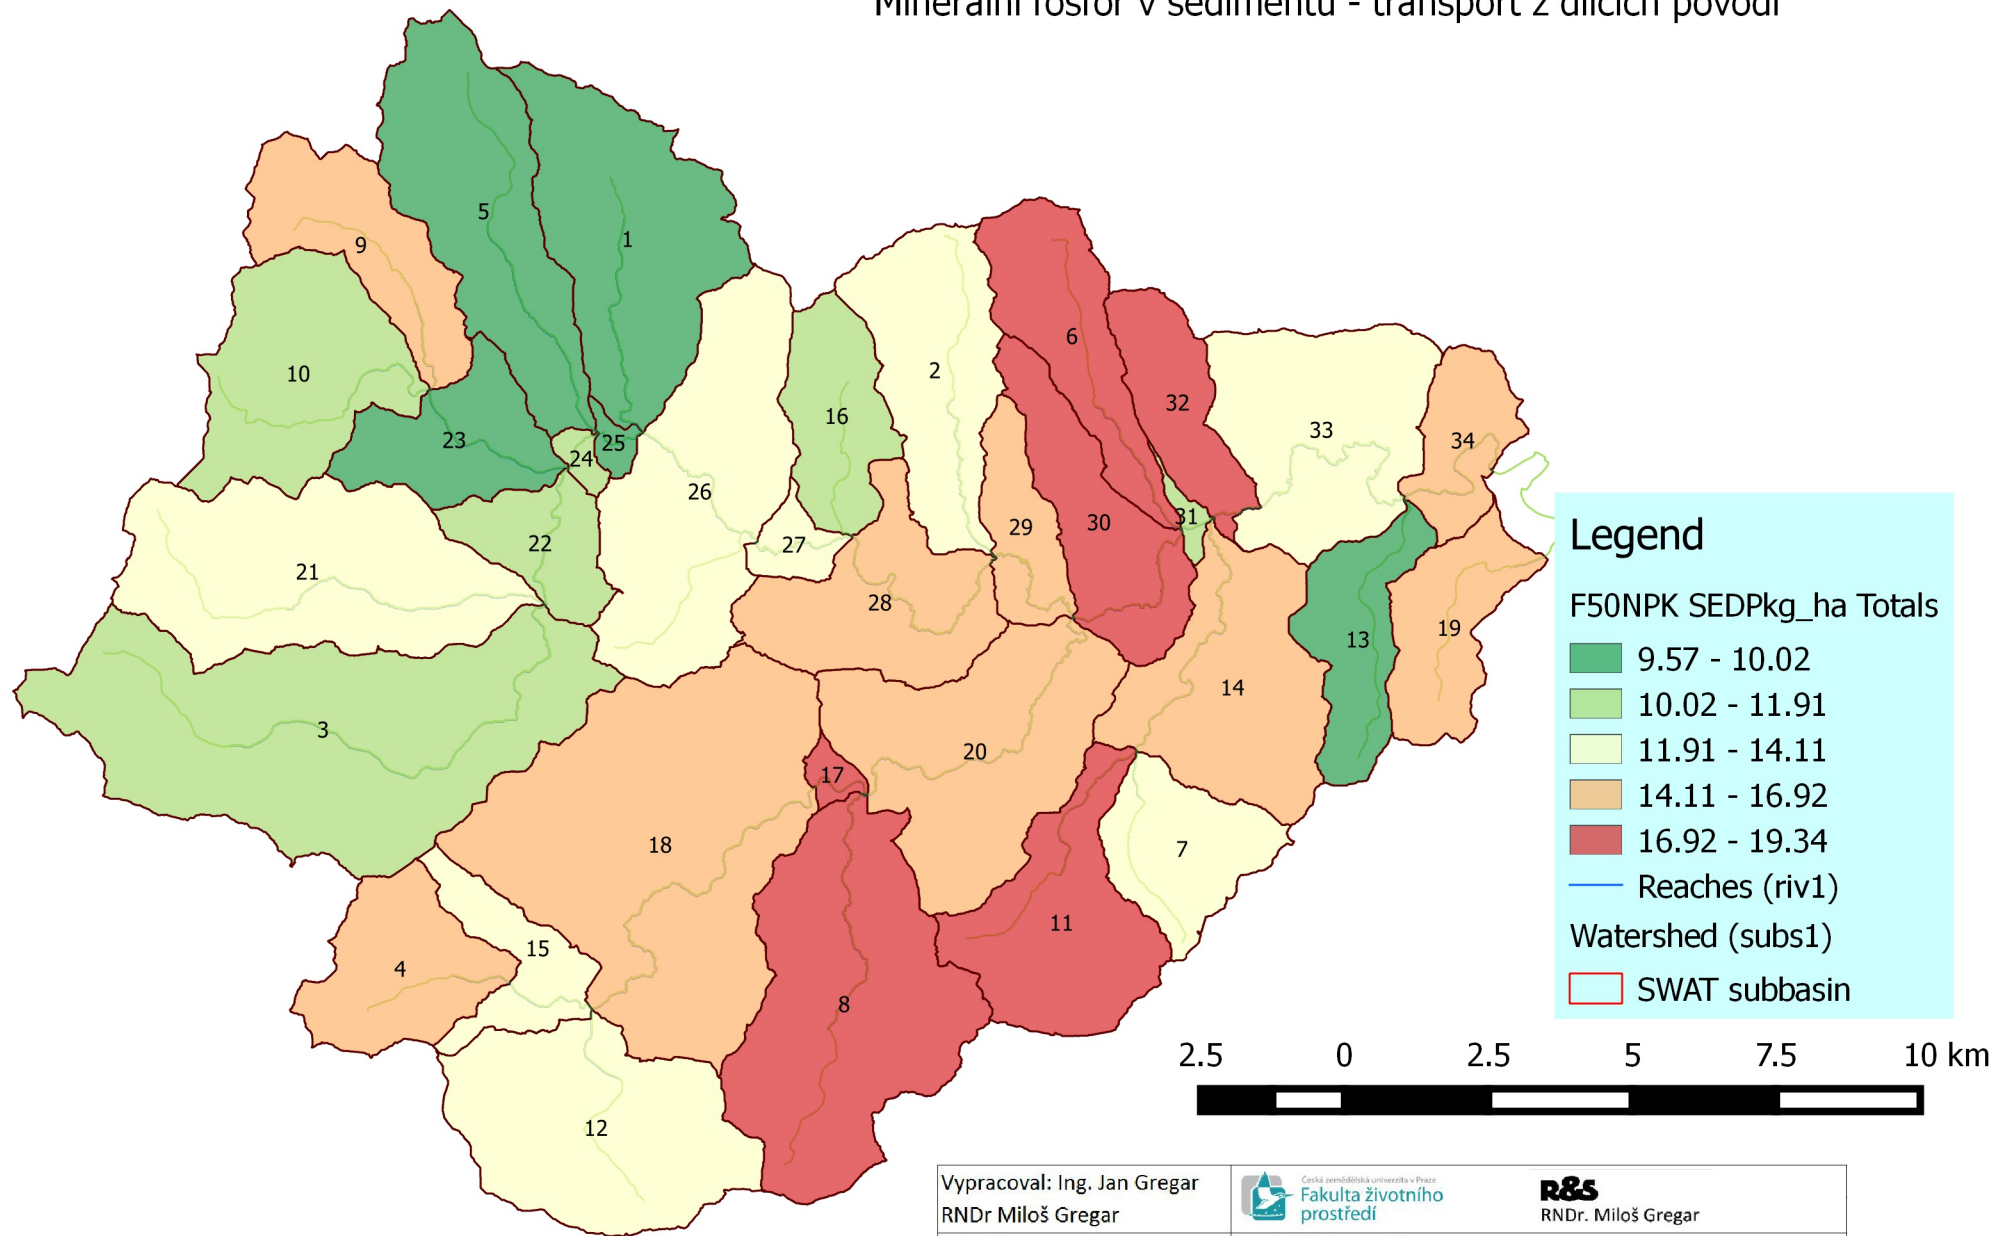 Minerální fosfor v sedimentu - transport z dílčích povodí
5
1
9
10
2
6
16
32
33
23
25
24
34
26
31
29
30
27
22
21
28
13
19
14
3
20
17
18
7
11
15
4
8
12
Legend
F50NPK SEDPkg_ha Totals
9.57 - 10.02
10.02 - 11.91
11.91 - 14.11
14.11 - 16.92
16.92 - 19.34
Reaches (riv1)
Watershed (subs1)
SWAT subbasin
2.5 0 2.5 5 7.5 10 km
Vypracoval: Ing. Jan Gregar
RNDr Miloš Gregar
Česká zemědělská univerzita v Praze
Fakulta životního
prostředí
R&S
RNDr. Miloš Gregar